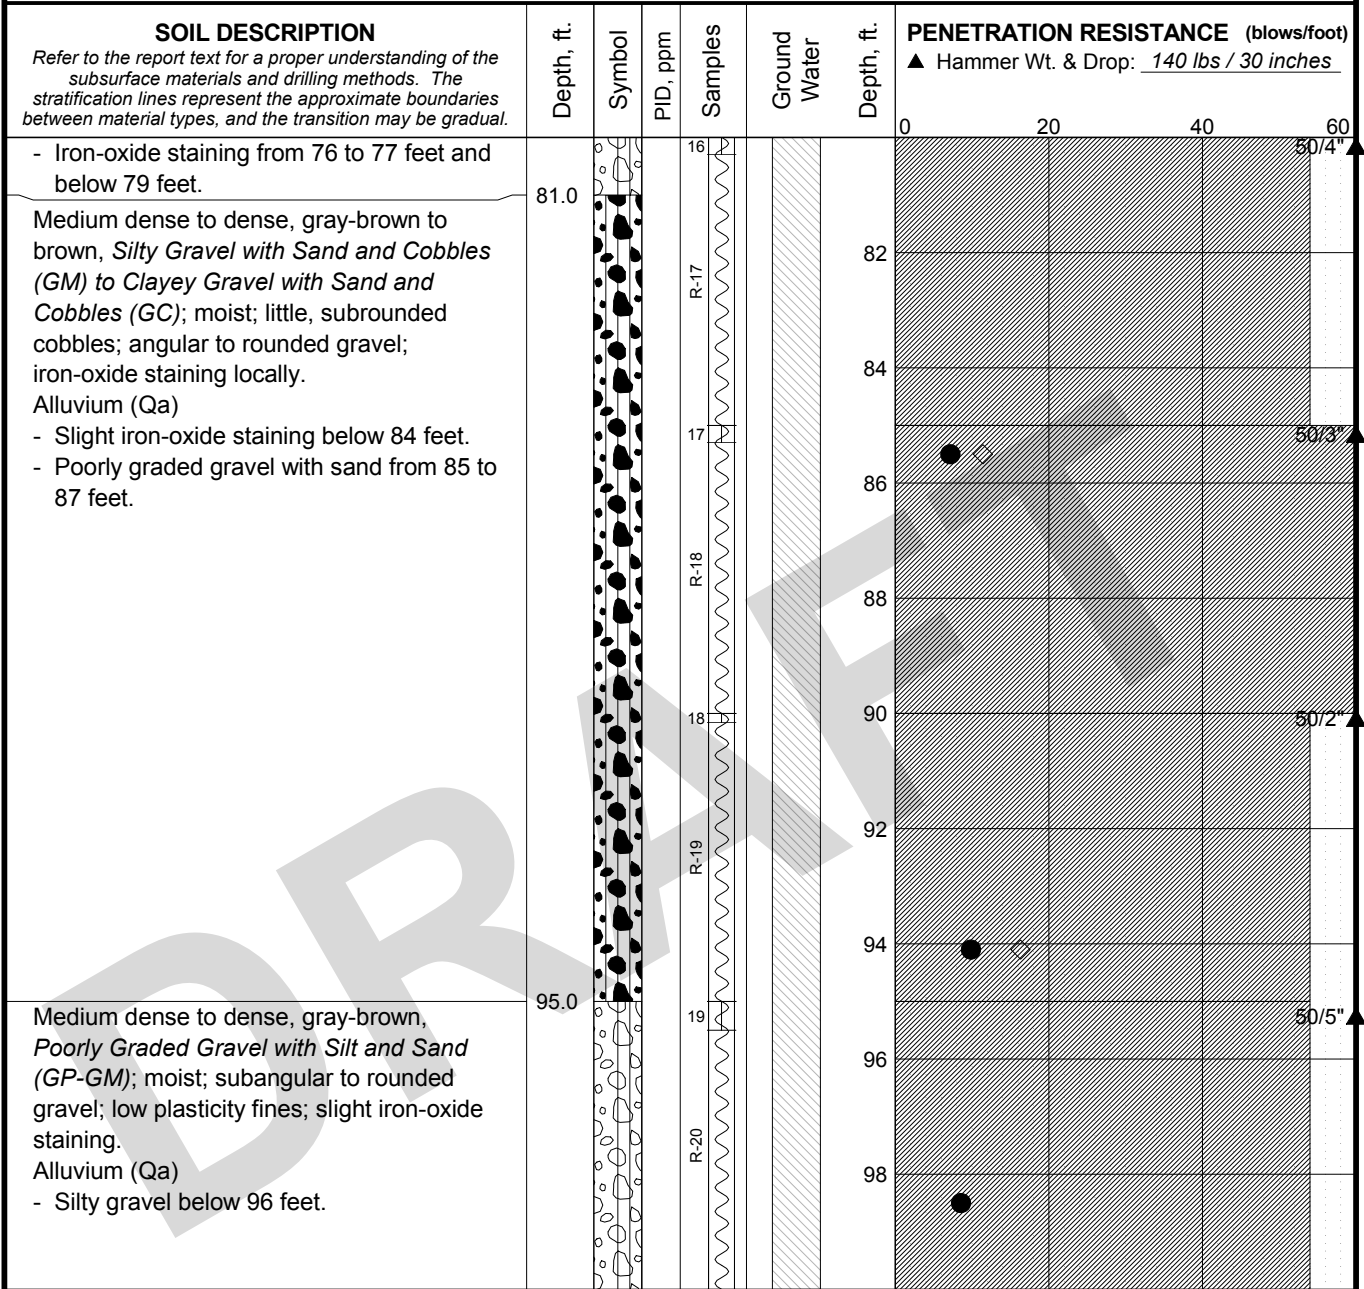 SOIL DESCRIPTION
Refer to the report text for a proper understanding of the
subsurface materials and drilling methods. The
stratification lines represent the approximate boundaries
between material types, and the transition may be gradual.
Depth, ft.
Symbol
PID, ppm
Samples
Ground
Water
Depth, ft.
PENETRATION RESISTANCE (blows/foot)
▲ Hammer Wt. & Drop: 140 lbs / 30 inches
0 20 40 60
- Iron-oxide staining from 76 to 77 feet and
below 79 feet.
81.0
Medium dense to dense, gray-brown to
brown, Silty Gravel with Sand and Cobbles
(GM) to Clayey Gravel with Sand and
Cobbles (GC); moist; little, subrounded
cobbles; angular to rounded gravel;
iron-oxide staining locally.
Alluvium (Qa)
- Slight iron-oxide staining below 84 feet.
- Poorly graded gravel with sand from 85 to
87 feet.
95.0
Medium dense to dense, gray-brown,
Poorly Graded Gravel with Silt and Sand
(GP-GM); moist; subangular to rounded
gravel; low plasticity fines; slight iron-oxide
staining.
Alluvium (Qa)
- Silty gravel below 96 feet.
16
R-17
17
R-18
18
R-19
19
R-20
82
84
86
88
90
92
94
96
98
50/4"
50/3"
50/2"
50/5"
DRAFT